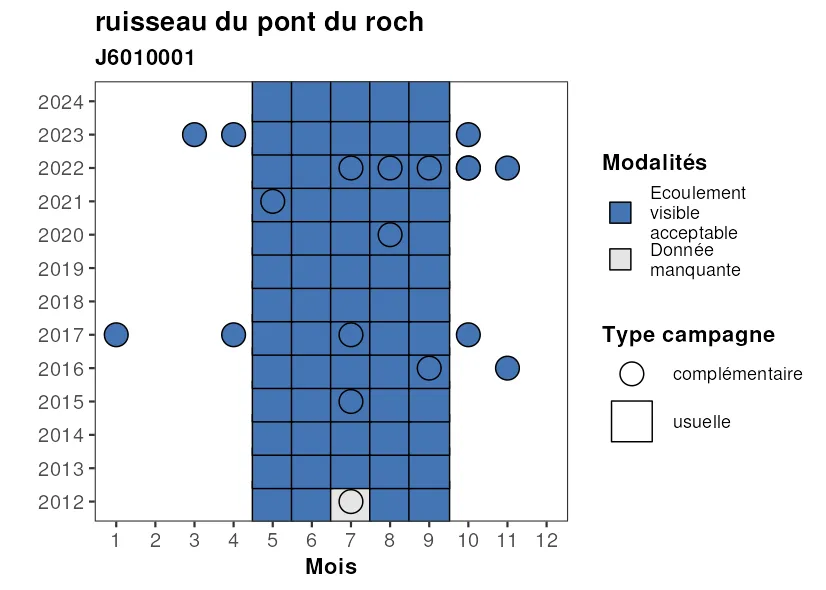 ruisseau du pont du roch
J6010001
2024
2023
2022
2021
2020
2019
2018
2017
2016
2015
2014
2013
2012
1 2 3 4 5 6 7 8 9 10 11 12
Mois
Modalités
Ecoulement
visible
acceptable
Donnée
manquante
Type campagne
complémentaire
usuelle